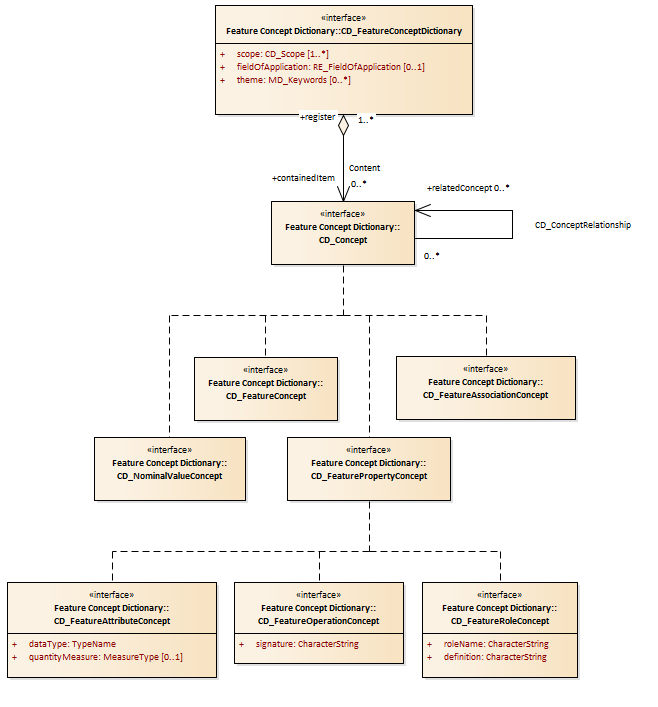 «interface»
Feature Concept Dictionary::CD_FeatureConceptDictionary
+ scope: CD_Scope [1..*]
+ fieldOfApplication: RE_FieldOfApplication [0..1]
+ theme: MD_Keywords [0..*]
+register
1..*
Content
+containedItem
0..*
+relatedConcept 0..*
«interface»
Feature Concept Dictionary::
CD_Concept
CD_ConceptRelationship
0..*
«interface»
Feature Concept Dictionary::
CD_FeatureConcept
«interface»
Feature Concept Dictionary::
CD_FeatureAssociationConcept
«interface»
Feature Concept Dictionary::
CD_NominalValueConcept
«interface»
Feature Concept Dictionary::
CD_FeaturePropertyConcept
«interface»
Feature Concept Dictionary::
CD_FeatureAttributeConcept
+ dataType: TypeName
+ quantityMeasure: MeasureType [0..1]
«interface»
Feature Concept Dictionary::
CD_FeatureOperationConcept
+ signature: CharacterString
«interface»
Feature Concept Dictionary::
CD_FeatureRoleConcept
+ roleName: CharacterString
+ definition: CharacterString